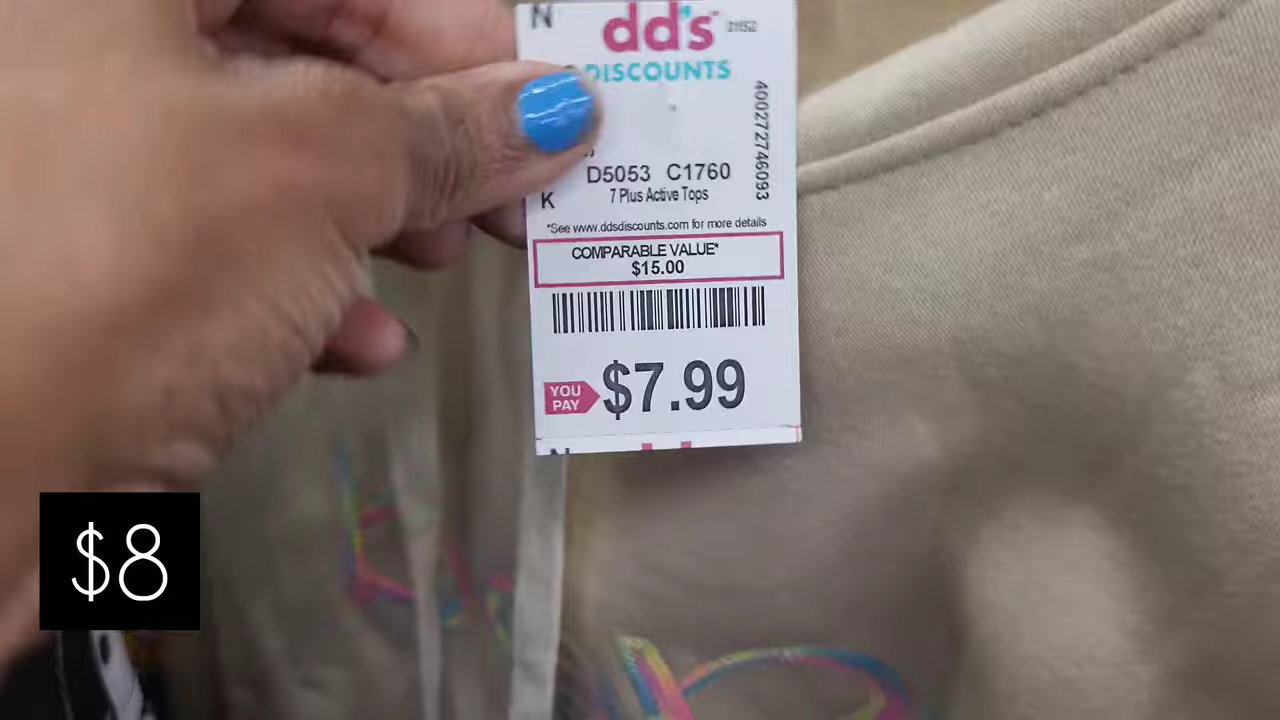 N
dd's
DISCOUNTS
400272746093
D5053 C1760
K
7 Plus Active Tops
*See www.ddsdiscounts.com for more details
COMPARABLE VALUE*
$15.00
YOU PAY
$7.99
$8